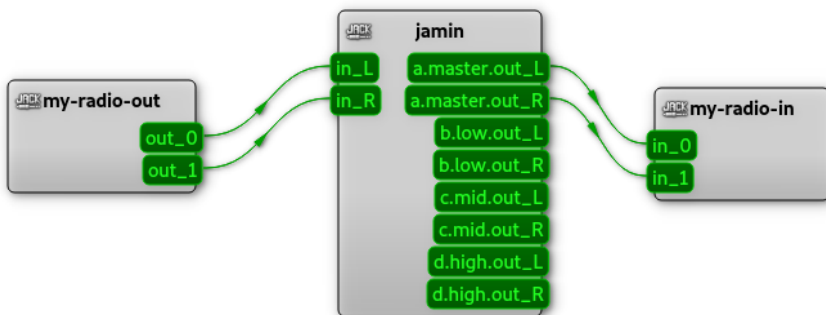 my-radio-out
out_0
out_1
JACK
jamin
in_L
in_R
a.master.out_L
a.master.out_R
b.low.out_L
b.low.out_R
c.mid.out_L
c.mid.out_R
d.high.out_L
d.high.out_R
my-radio-in
in_0
in_1